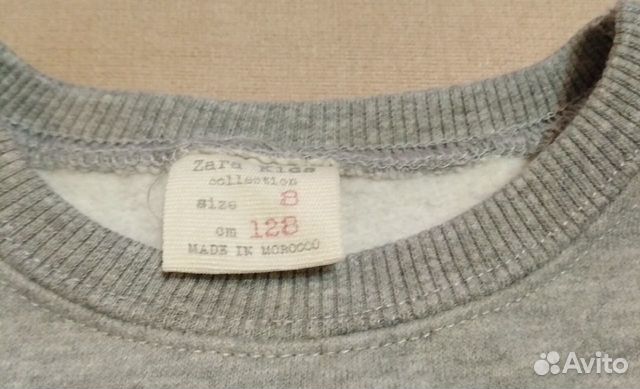 Zara Kids
collection
size 8
cm 128
MADE IN MOROCCO
Avito